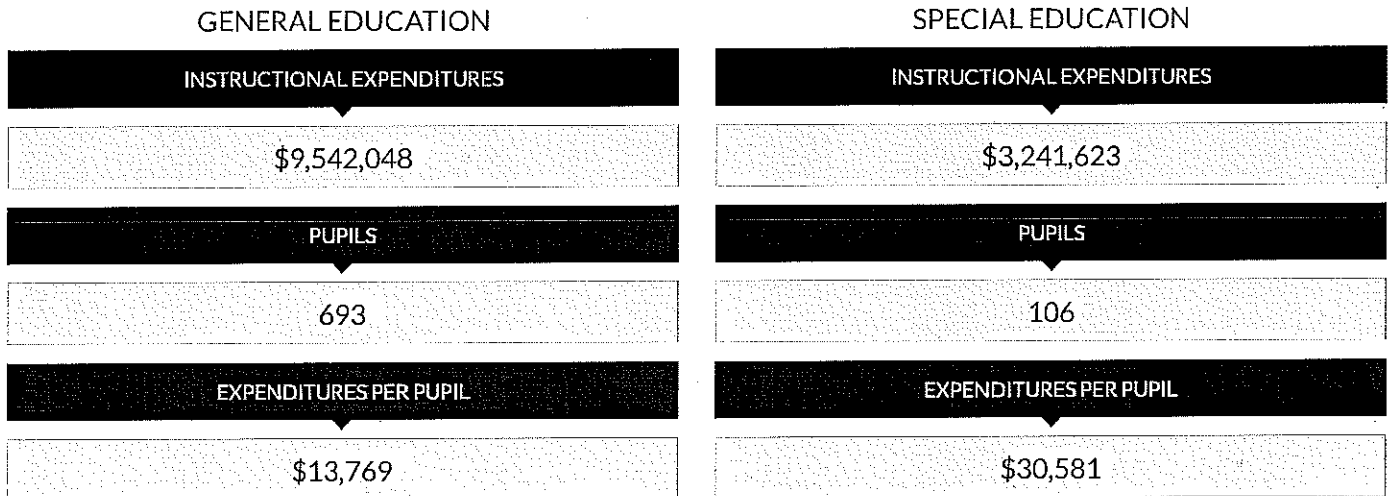 GENERAL EDUCATION
INSTRUCTIONAL EXPENDITURES
$9,542,048
PUPILS
693
EXPENDITURES PER PUPIL
$13,769
SPECIAL EDUCATION
INSTRUCTIONAL EXPENDITURES
$3,241,623
PUPILS
106
EXPENDITURES PER PUPIL
$30,581